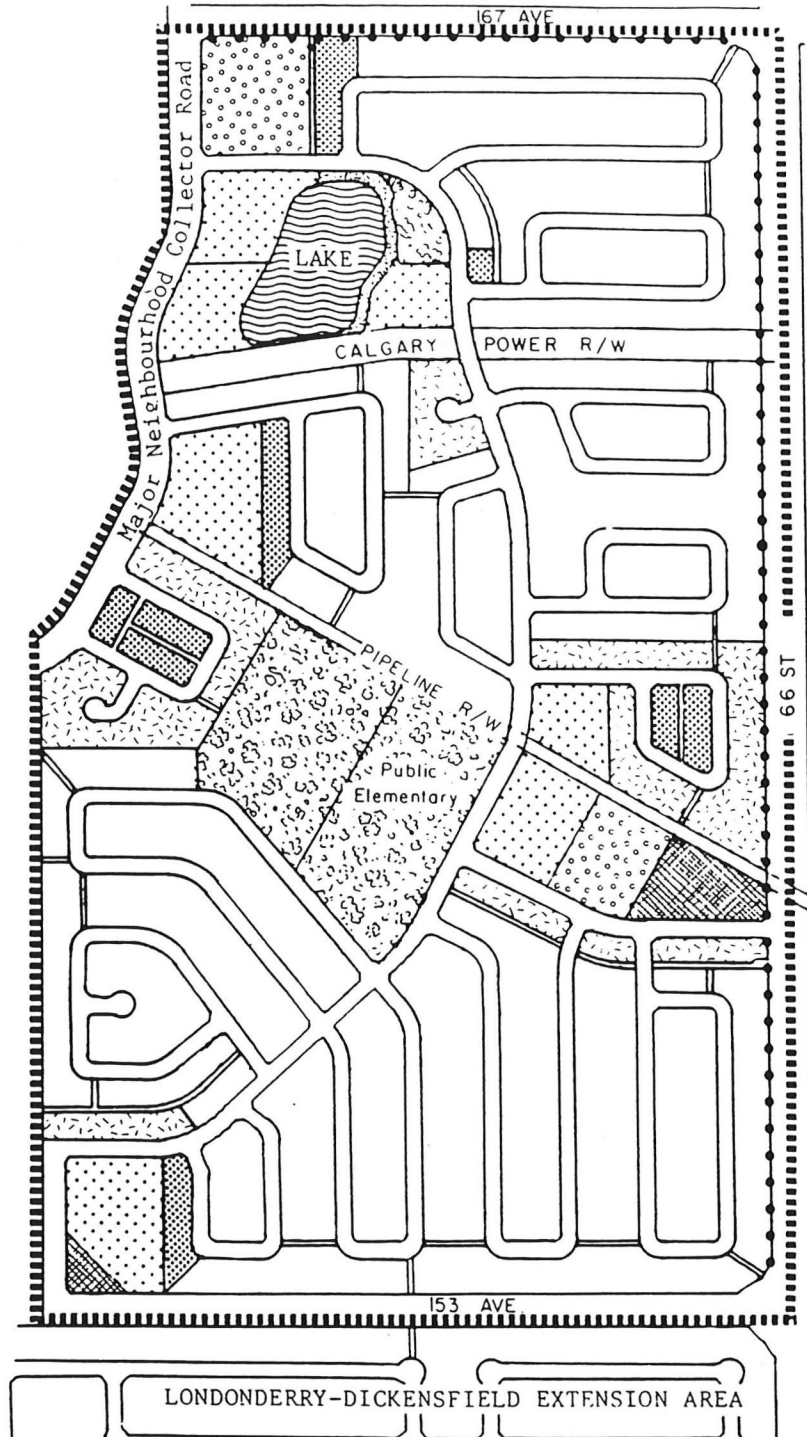 167 AVE
Major Neighbourhood Collector Road
LAKE
CALGARY POWER R/W
PIPELINE R/W
Public
Elementary
66 ST
153 AVE.
LONDONDERRY-DICKENSFIELD EXTENSION AREA